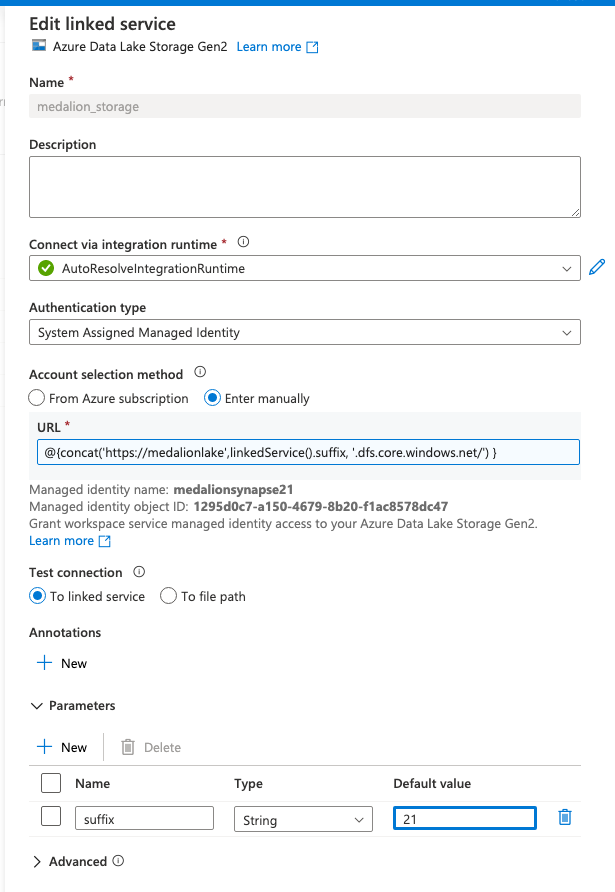 Edit linked service
Azure Data Lake Storage Gen2 Learn more
Name *
medalion_storage
Description
Connect via integration runtime *
AutoResolveIntegrationRuntime
Authentication type
System Assigned Managed Identity
Account selection method
From Azure subscription Enter manually
URL *
@{concat('https://medalionlake',linkedService().suffix, '.dfs.core.windows.net/') }
Managed identity name: medalionsynapse21
Managed identity object ID: 1295d0c7-a150-4679-8b20-f1ac8578dc47
Grant workspace service managed identity access to your Azure Data Lake Storage Gen2.
Learn more
Test connection
To linked service To file path
Annotations
New
Parameters
New Delete
Name Type Default value
suffix String 21
Advanced